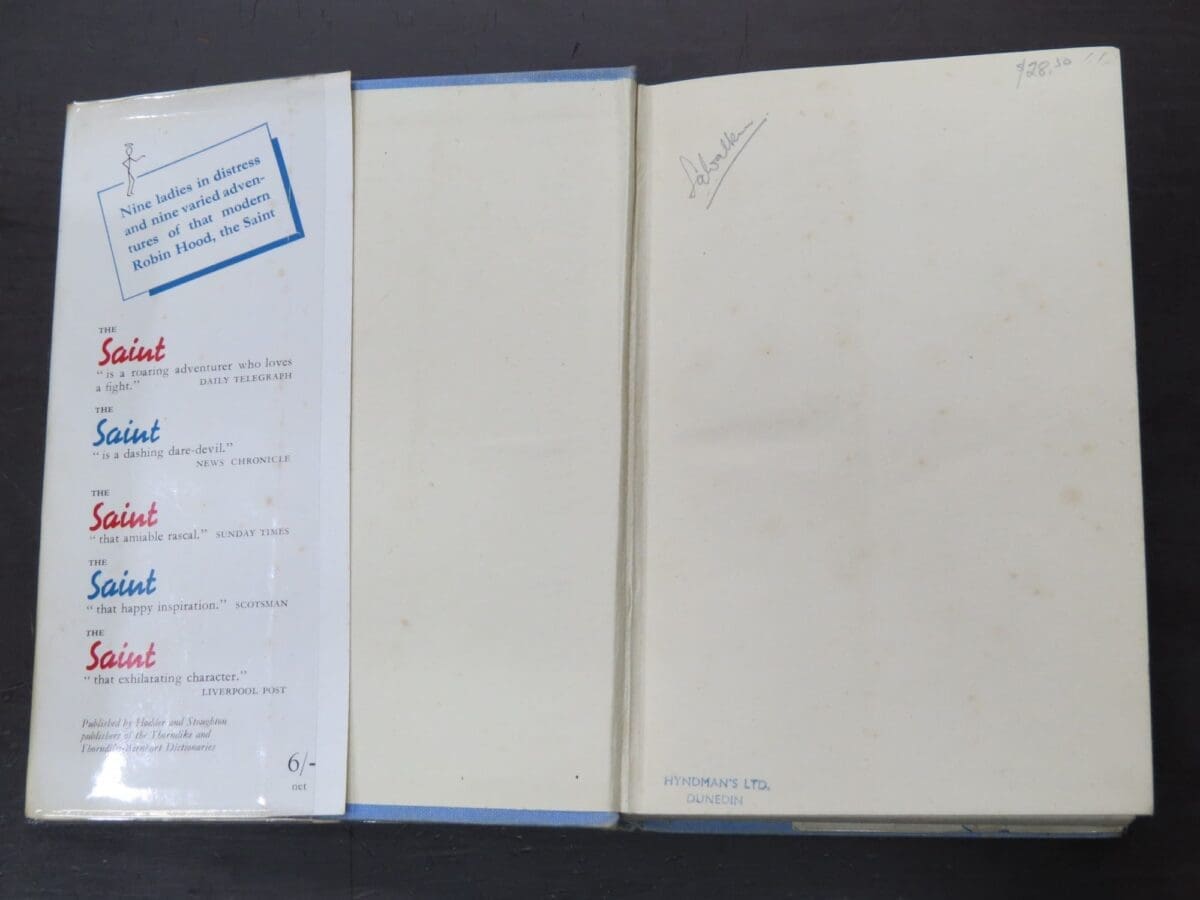 Nine ladies in distress
and nine varied adven-
tures of that modern
Robin Hood, the Saint
THE
Saint
"is a roaring adventurer who loves
a fight." DAILY TELEGRAPH
THE
Saint
"is a dashing dare-devil."
NEWS CHRONICLE
THE
Saint
"that amiable rascal." SUNDAY TIMES
THE
Saint
"that happy inspiration." SCOTSMAN
THE
Saint
"that exhilarating character."
LIVERPOOL POST
Published by Hodder and Stoughton
publishers of the Thorndike and
Thorndike-Barnhart Dictionaries
6/-
net
$28.50
HYNDMAN'S LTD.
DUNEDIN